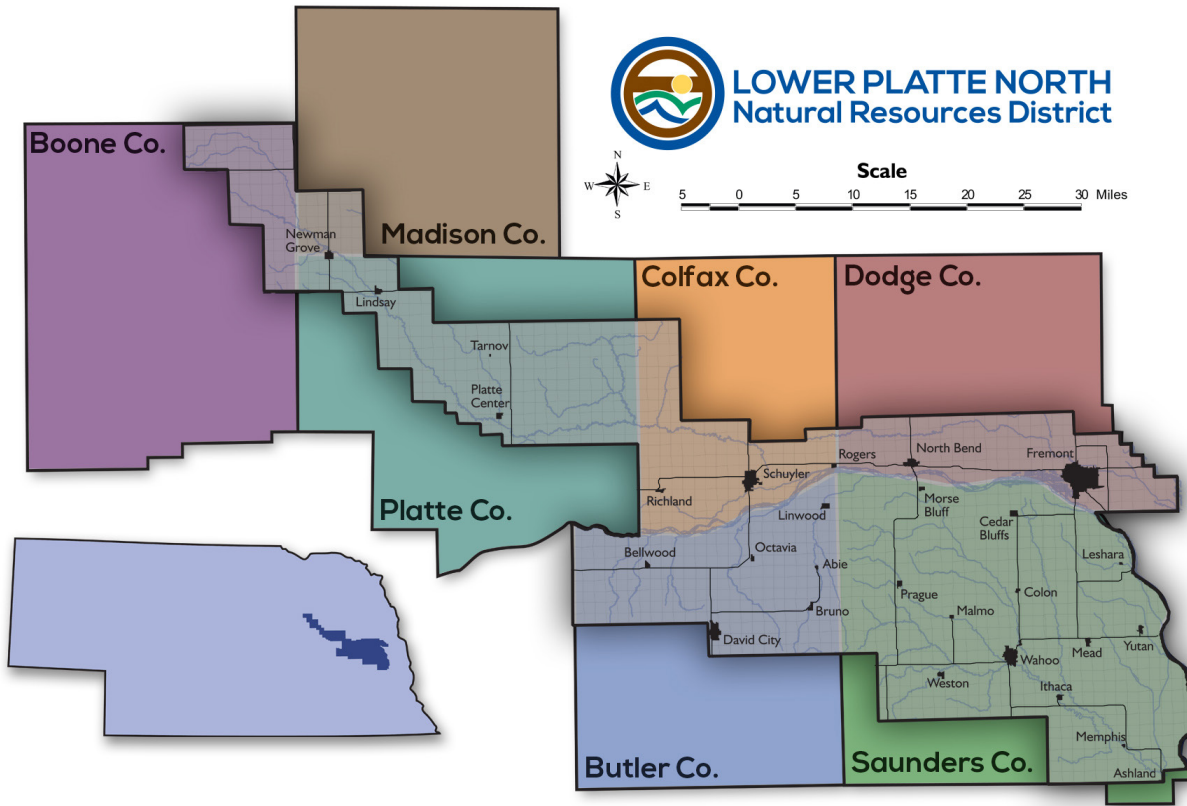 LOWER PLATTE NORTH
Natural Resources District
N
W E
S
Scale
5 0 5 10 15 20 25 30 Miles
Boone Co.
Madison Co.
Newman
Grove
Lindsay
Colfax Co.
Dodge Co.
Tarnov
Platte
Center
Platte Co.
Richland
Schuyler
Rogers
North Bend
Fremont
Morse
Bluff
Linwood
Cedar
Bluffs
Bellwood
Octavia
Abie
Leshara
Prague
Colon
Bruno
Malmo
David City
Wahoo
Mead
Yutan
Weston
Ithaca
Memphis
Ashland
Butler Co.
Saunders Co.